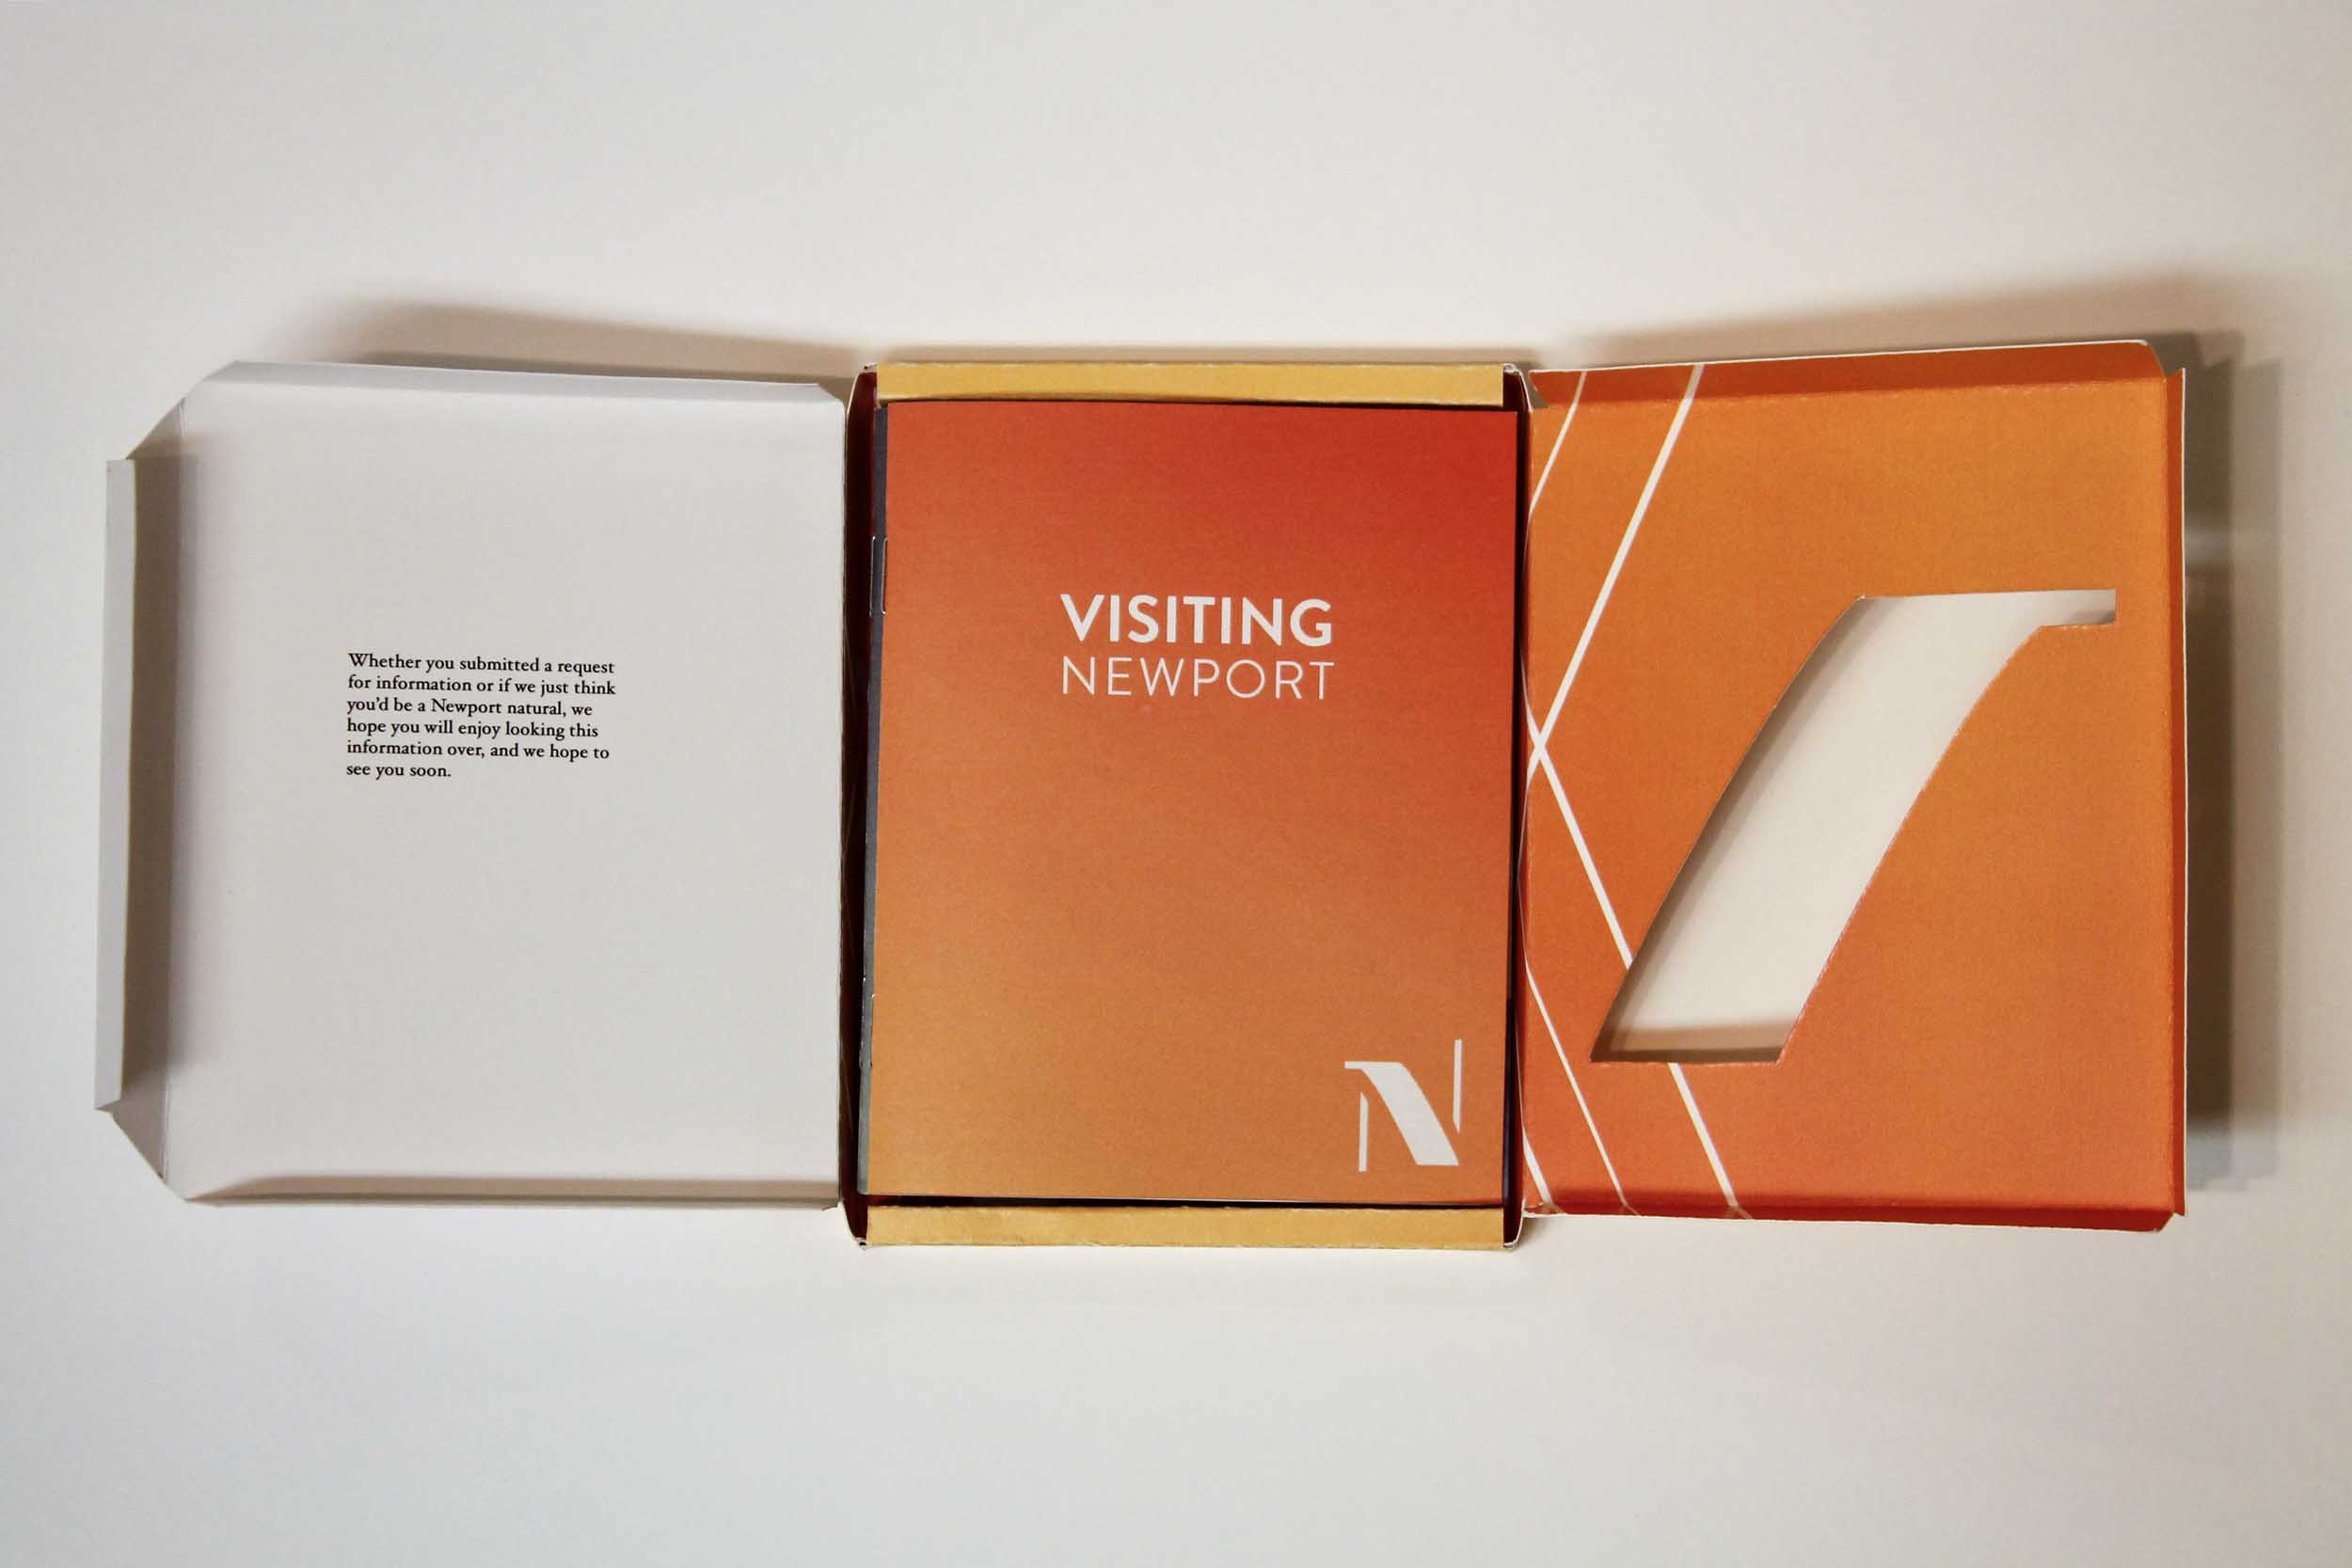 Whether you submitted a request
for information or if we just think
you'd be a Newport natural, we
hope you will enjoy looking this
information over, and we hope to
see you soon.
VISITING
NEWPORT
N